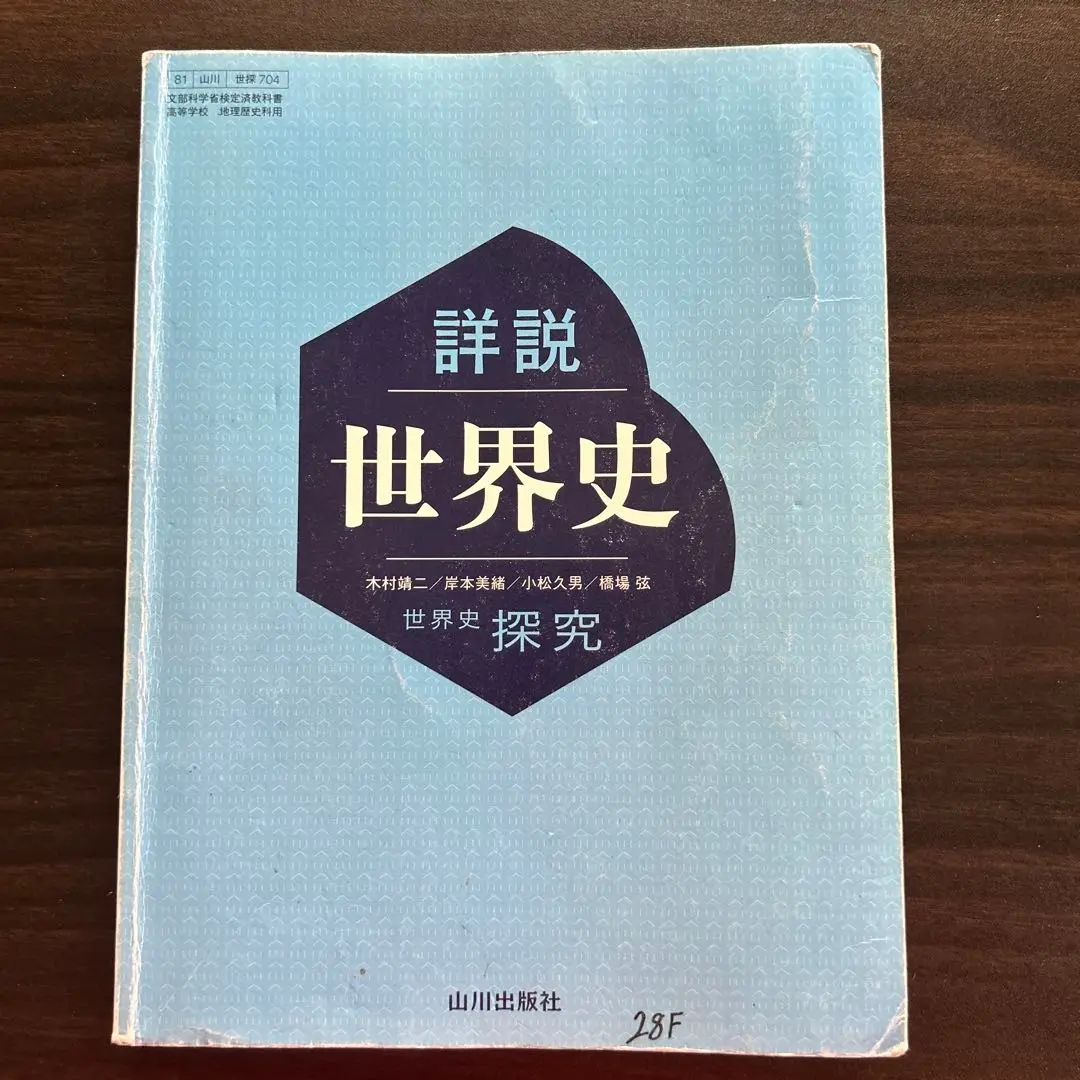 81 山川 世探 704
文部科学省検定済教科書
高等学校 地理歴史科用
詳説
世界史
木村靖二／岸本美緒／小松久男／橋場 弦
世界史 探究
山川出版社
28F